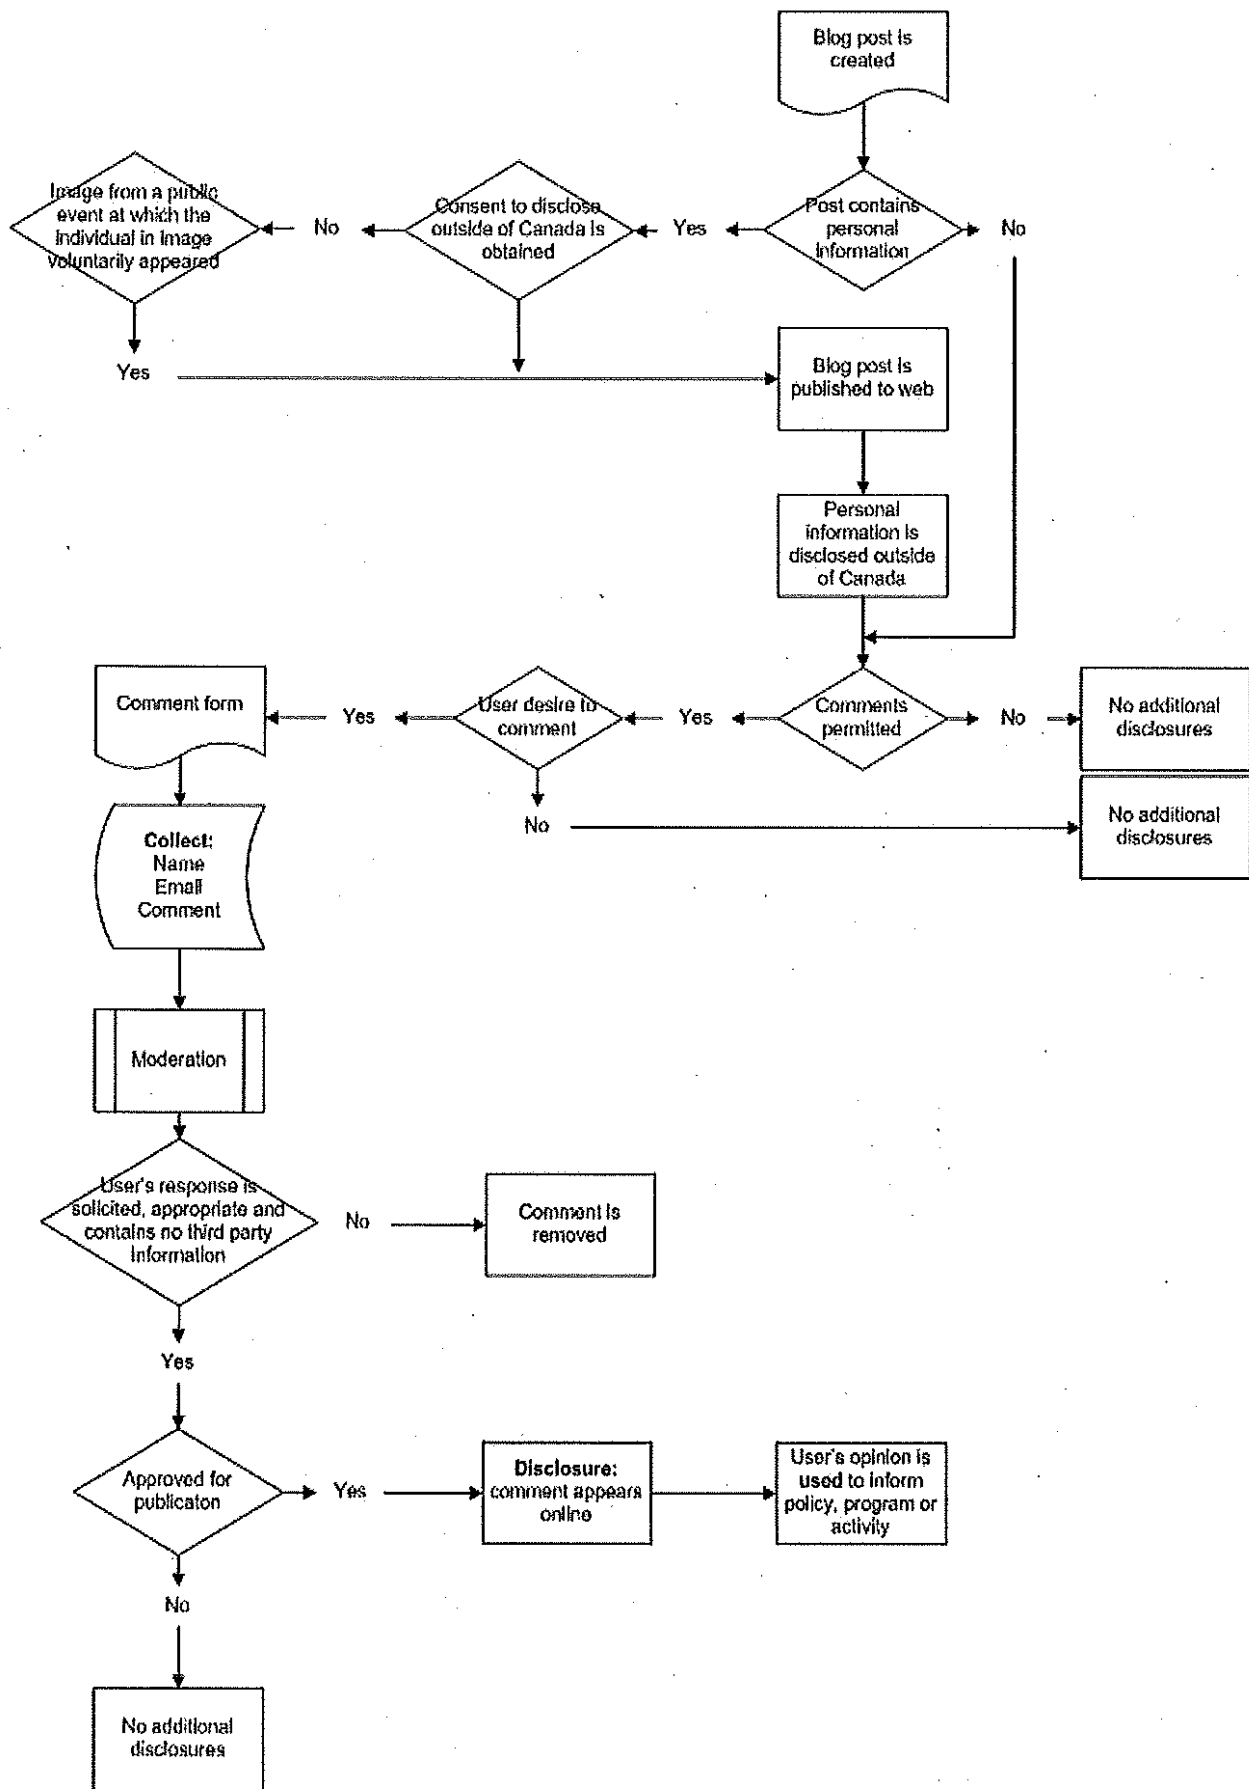 Blog post is
created
Image from a public
event at which the
individual in image
voluntarily appeared
No
Consent to disclose
outside of Canada is
obtained
Yes
Post contains
personal
information
No
Yes
Blog post is
published to web
Personal
information is
disclosed outside
of Canada
Comment form
Yes
User desire to
comment
Yes
Comments
permitted
No
No additional
disclosures
No
No additional
disclosures
Collect:
Name
Email
Comment
Moderation
User's response is
solicited, appropriate and
contains no third party
information
No
Comment is
removed
Yes
Approved for
publicaton
Yes
Disclosure:
comment appears
online
User's opinion is
used to inform
policy, program or
activity
No
No additional
disclosures